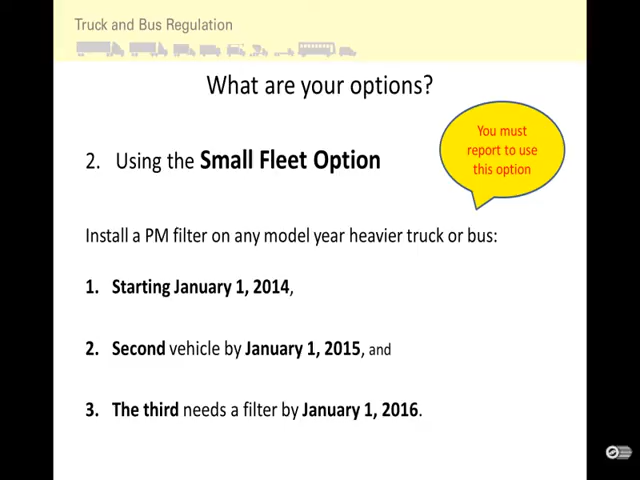 Truck and Bus Regulation
What are your options?
You must
report to use
this option
2. Using the Small Fleet Option
Install a PM filter on any model year heavier truck or bus:
1. Starting January 1, 2014,
2. Second vehicle by January 1, 2015, and
3. The third needs a filter by January 1, 2016.